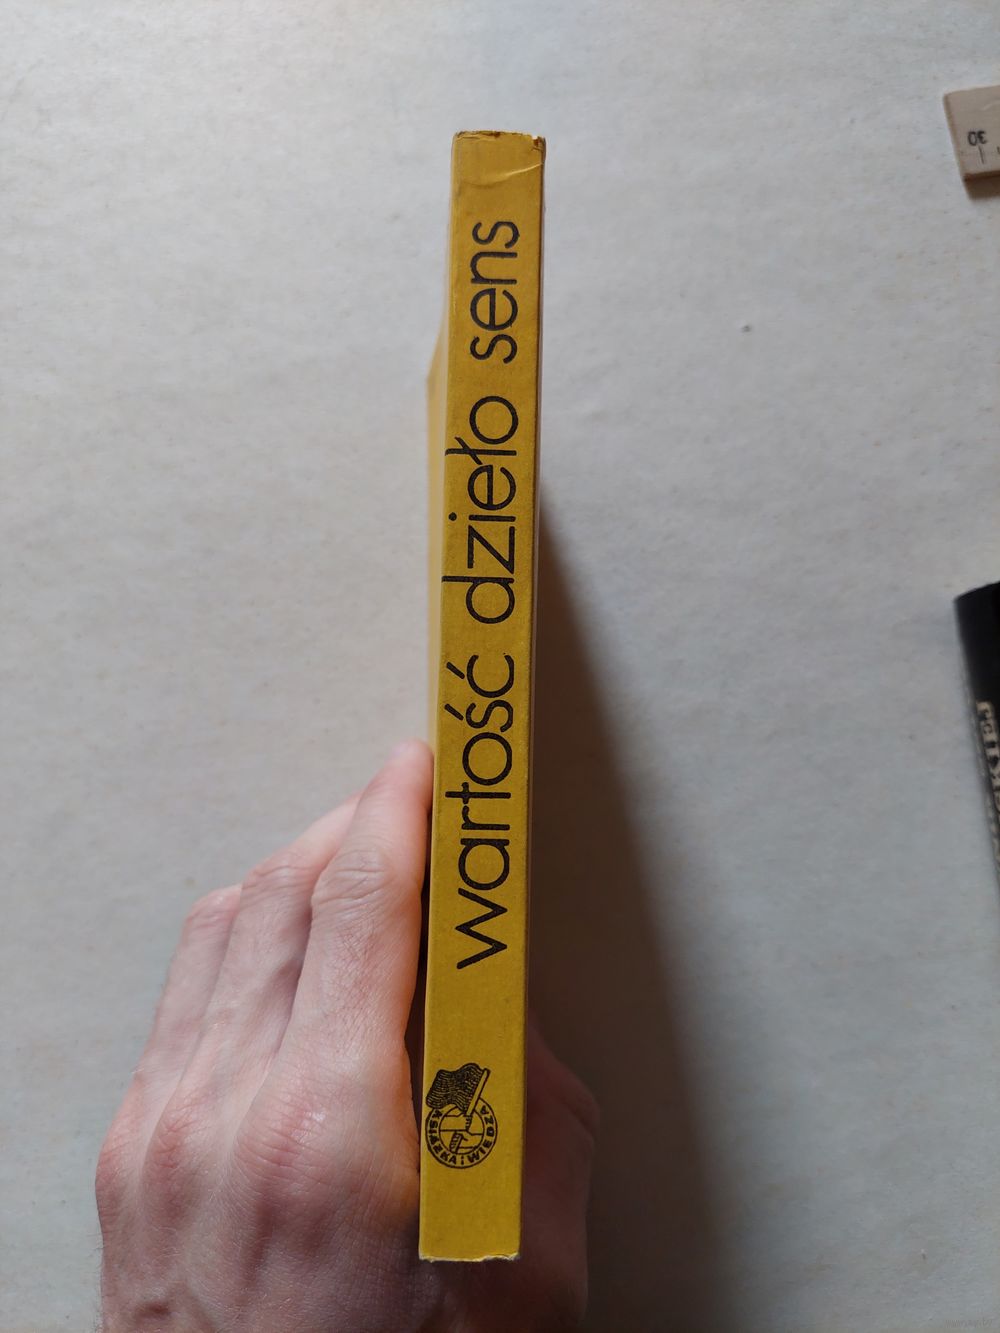 wartość dzieło sens
KSIĄŻKA i WIEDZA
30